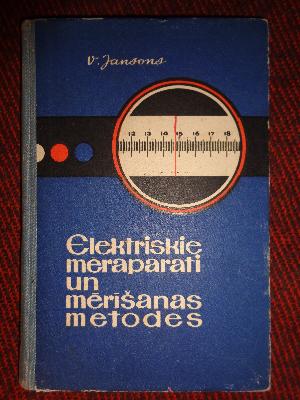 V. Jansons
12 13 14 15 16 17 18
Elektriskie
mēraparāti
un
mērīšanas
metodes